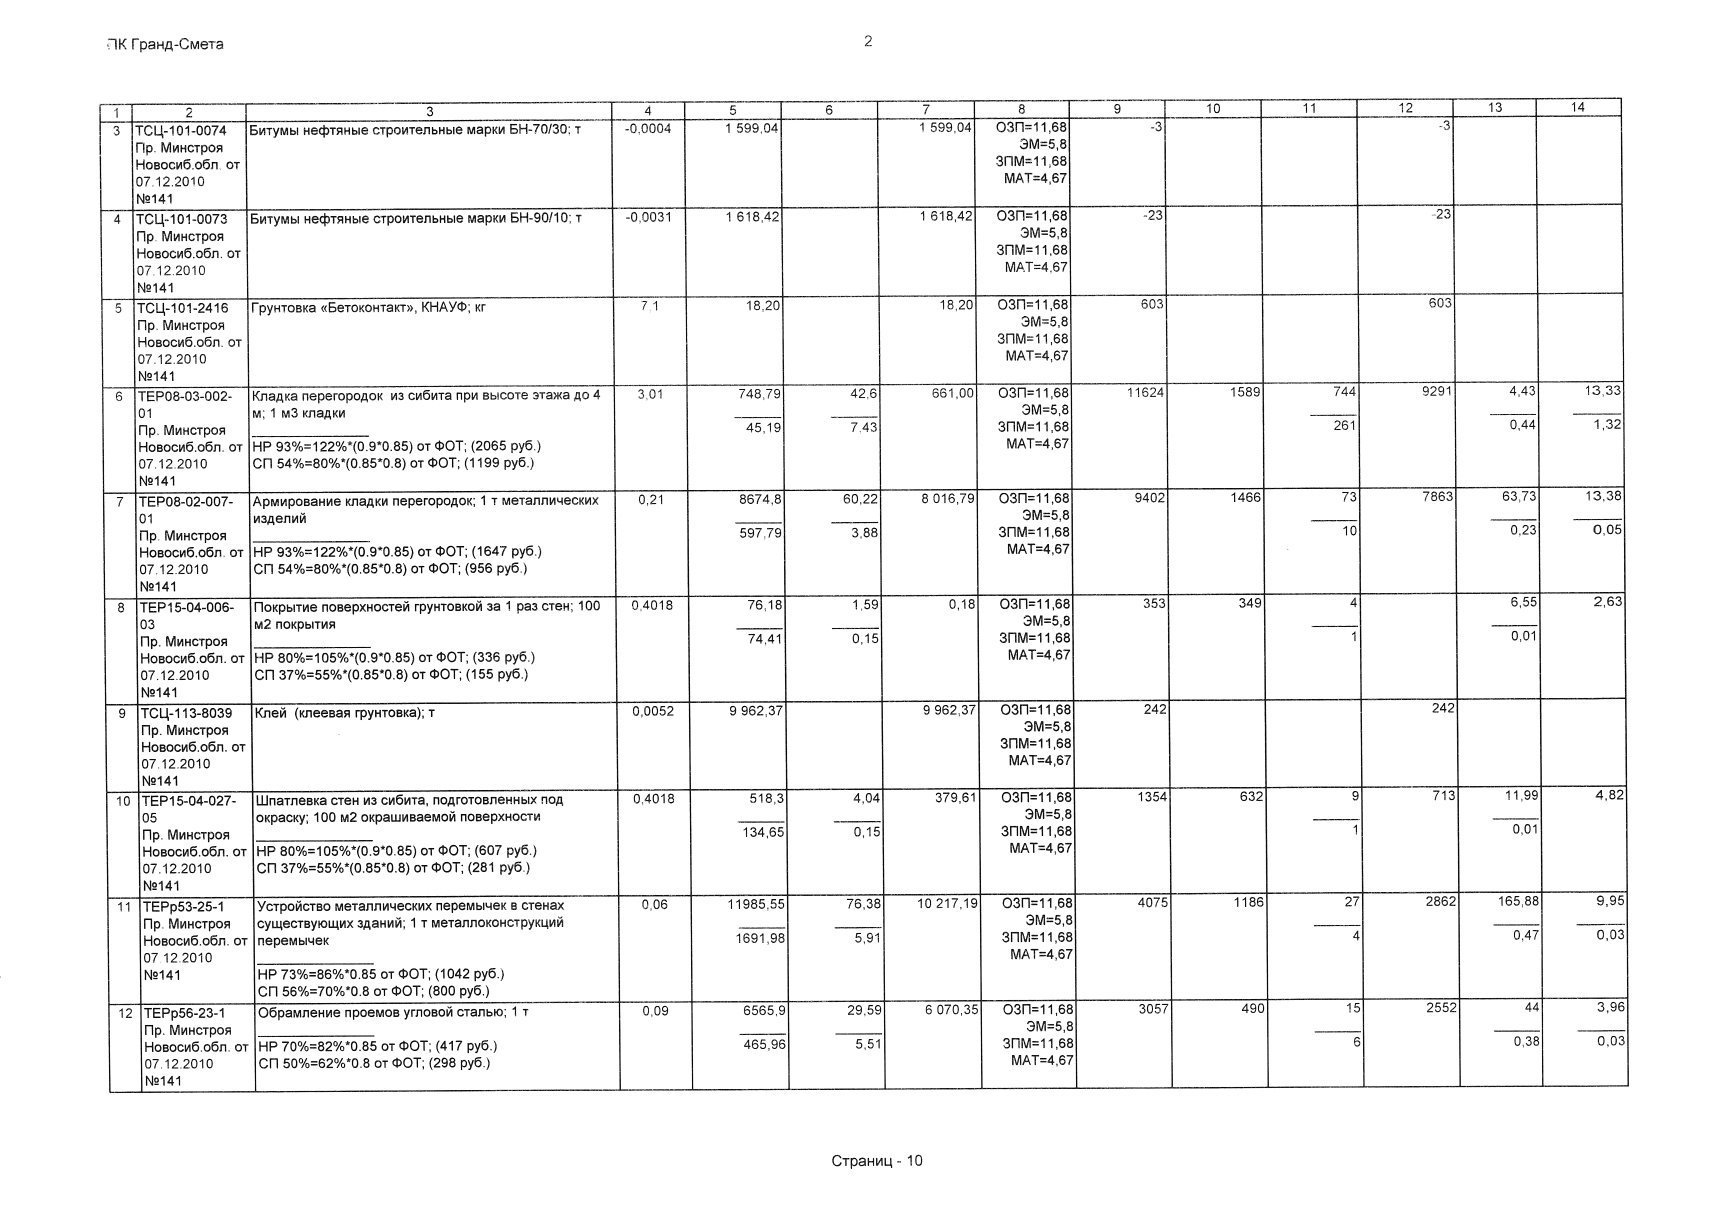 ПК Гранд-Смета
2
1 2 3 4 5 6 7 8 9 10 11 12 13 14
3 ТСЦ-101-0074 Битумы нефтяные строительные марки БН-70/30; т -0,0004 1 599,04 1 599,04 ОЗП=11,68 -3 -3
Пр. Минстроя ЭМ=5,8
Новосиб.обл. от ЗПМ=11,68
07.12.2010 МАТ=4,67
№141
4 ТСЦ-101-0073 Битумы нефтяные строительные марки БН-90/10; т -0,0031 1 618,42 1 618,42 ОЗП=11,68 -23 -23
Пр. Минстроя ЭМ=5,8
Новосиб.обл. от ЗПМ=11,68
07.12.2010 МАТ=4,67
№141
5 ТСЦ-101-2416 Грунтовка «Бетоконтакт», КНАУФ; кг 7,1 18,20 18,20 ОЗП=11,68 603 603
Пр. Минстроя ЭМ=5,8
Новосиб.обл. от ЗПМ=11,68
07.12.2010 МАТ=4,67
№141
6 ТЕР08-03-002- Кладка перегородок из сибита при высоте этажа до 4 3,01 748,79 42,6 661,00 ОЗП=11,68 11624 1589 744 9291 4,43 13,33
01 м; 1 м3 кладки ЭМ=5,8
Пр. Минстроя 45,19 7,43 ЗПМ=11,68 261 0,44 1,32
Новосиб.обл. от НР 93%=122%*(0.9*0.85) от ФОТ; (2065 руб.) МАТ=4,67
07.12.2010 СП 54%=80%*(0.85*0.8) от ФОТ; (1199 руб.)
№141
7 ТЕР08-02-007- Армирование кладки перегородок; 1 т металлических 0,21 8674,8 60,22 8 016,79 ОЗП=11,68 9402 1466 73 7863 63,73 13,38
01 изделий ЭМ=5,8
Пр. Минстроя 597,79 3,88 ЗПМ=11,68 10 0,23 0,05
Новосиб.обл. от НР 93%=122%*(0.9*0.85) от ФОТ; (1647 руб.) МАТ=4,67
07.12.2010 СП 54%=80%*(0.85*0.8) от ФОТ; (956 руб.)
№141
8 ТЕР15-04-006- Покрытие поверхностей грунтовкой за 1 раз стен; 100 0,4018 76,18 1,59 0,18 ОЗП=11,68 353 349 4 6,55 2,63
03 м2 покрытия ЭМ=5,8
Пр. Минстроя 74,41 0,15 ЗПМ=11,68 1 0,01
Новосиб.обл. от НР 80%=105%*(0.9*0.85) от ФОТ; (336 руб.) МАТ=4,67
07.12.2010 СП 37%=55%*(0.85*0.8) от ФОТ; (155 руб.)
№141
9 ТСЦ-113-8039 Клей (клеевая грунтовка); т 0,0052 9 962,37 9 962,37 ОЗП=11,68 242 242
Пр. Минстроя ЭМ=5,8
Новосиб.обл. от ЗПМ=11,68
07.12.2010 МАТ=4,67
№141
10 ТЕР15-04-027- Шпатлевка стен из сибита, подготовленных под 0,4018 518,3 4,04 379,61 ОЗП=11,68 1354 632 9 713 11,99 4,82
05 окраску; 100 м2 окрашиваемой поверхности ЭМ=5,8
Пр. Минстроя 134,65 0,15 ЗПМ=11,68 1 0,01
Новосиб.обл. от НР 80%=105%*(0.9*0.85) от ФОТ; (607 руб.) МАТ=4,67
07.12.2010 СП 37%=55%*(0.85*0.8) от ФОТ; (281 руб.)
№141
11 ТЕРр53-25-1 Устройство металлических перемычек в стенах 0,06 11985,55 76,38 10 217,19 ОЗП=11,68 4075 1186 27 2862 165,88 9,95
Пр. Минстроя существующих зданий; 1 т металлоконструкций ЭМ=5,8
Новосиб.обл. от перемычек 1691,98 5,91 ЗПМ=11,68 4 0,47 0,03
07.12.2010 МАТ=4,67
№141 НР 73%=86%*0.85 от ФОТ; (1042 руб.)
СП 56%=70%*0.8 от ФОТ; (800 руб.)
12 ТЕРр56-23-1 Обрамление проемов угловой сталью; 1 т 0,09 6565,9 29,59 6 070,35 ОЗП=11,68 3057 490 15 2552 44 3,96
Пр. Минстроя ЭМ=5,8
Новосиб.обл. от НР 70%=82%*0.85 от ФОТ; (417 руб.) 465,96 5,51 ЗПМ=11,68 6 0,38 0,03
07.12.2010 СП 50%=62%*0.8 от ФОТ; (298 руб.) МАТ=4,67
№141
Страниц - 10